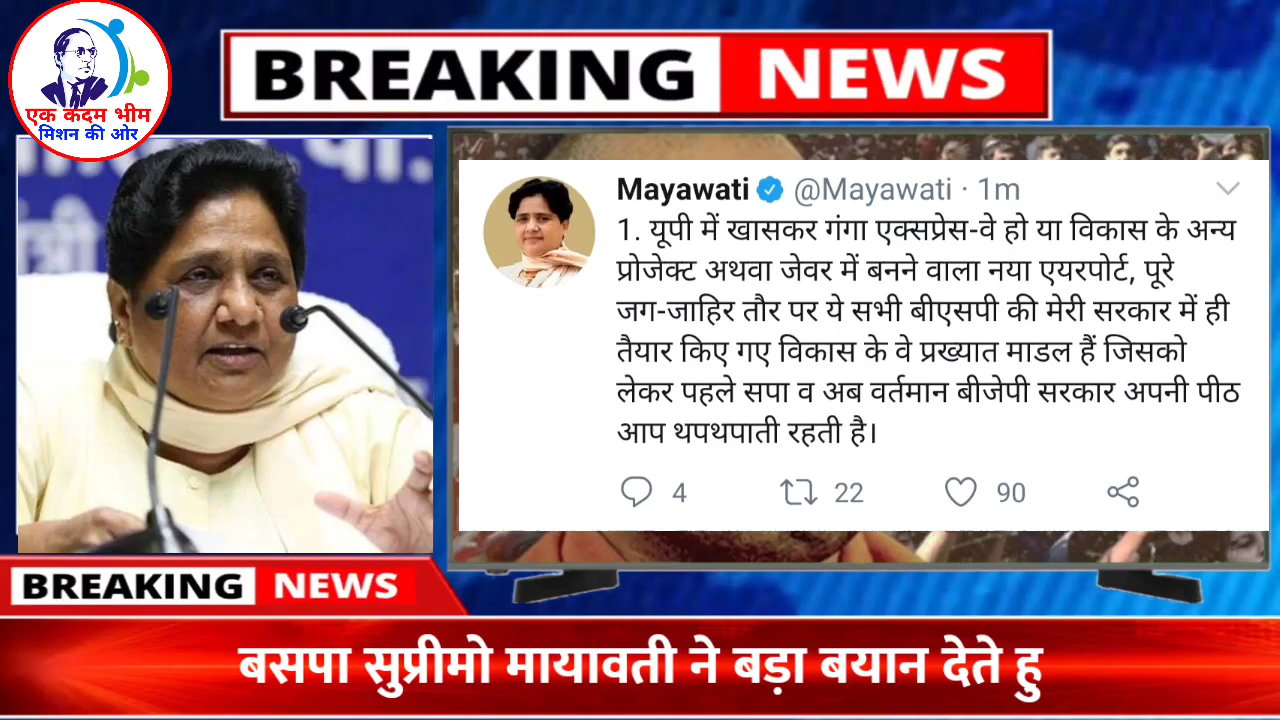 एक कदम भीम
मिशन की ओर
BREAKING NEWS
Mayawati @Mayawati · 1m
1. यूपी में खासकर गंगा एक्सप्रेस-वे हो या विकास के अन्य
प्रोजेक्ट अथवा जेवर में बनने वाला नया एयरपोर्ट, पूरे
जग-जाहिर तौर पर ये सभी बीएसपी की मेरी सरकार में ही
तैयार किए गए विकास के वे प्रख्यात माडल हैं जिसको
लेकर पहले सपा व अब वर्तमान बीजेपी सरकार अपनी पीठ
आप थपथपाती रहती है।
4 22 90
BREAKING NEWS
बसपा सुप्रीमो मायावती ने बड़ा बयान देते हु